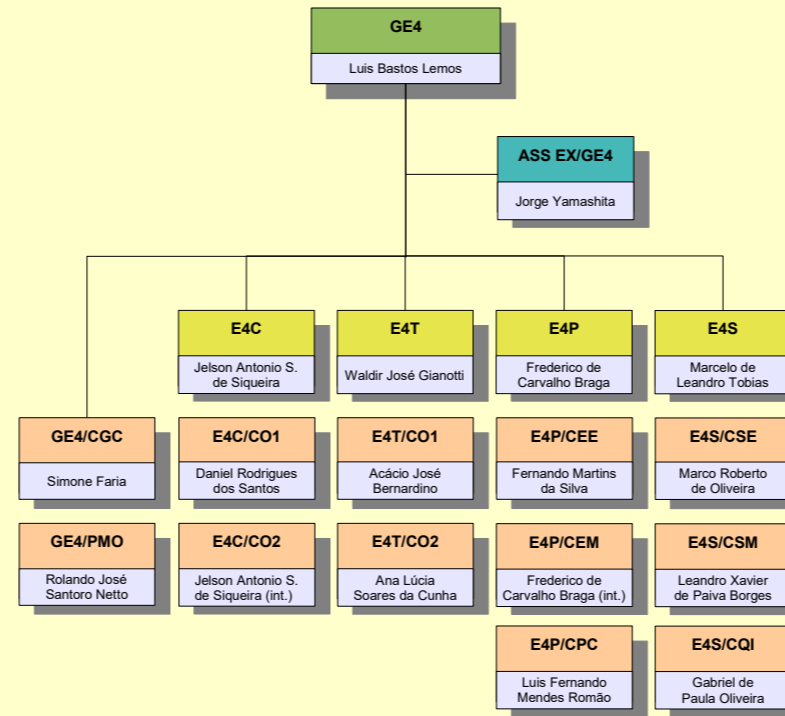 GE4
Luis Bastos Lemos
ASS EX/GE4
Jorge Yamashita
E4C
Jelson Antonio S.
de Siqueira
E4T
Waldir José Gianotti
E4P
Frederico de
Carvalho Braga
E4S
Marcelo de
Leandro Tobias
GE4/CGC
Simone Faria
E4C/CO1
Daniel Rodrigues
dos Santos
E4T/CO1
Acácio José
Bernardino
E4P/CEE
Fernando Martins
da Silva
E4S/CSE
Marco Roberto
de Oliveira
GE4/PMO
Rolando José
Santoro Netto
E4C/CO2
Jelson Antonio S.
de Siqueira (int.)
E4T/CO2
Ana Lúcia
Soares da Cunha
E4P/CEM
Frederico de
Carvalho Braga (int.)
E4S/CSM
Leandro Xavier
de Paiva Borges
E4P/CPC
Luis Fernando
Mendes Romão
E4S/CQI
Gabriel de
Paula Oliveira